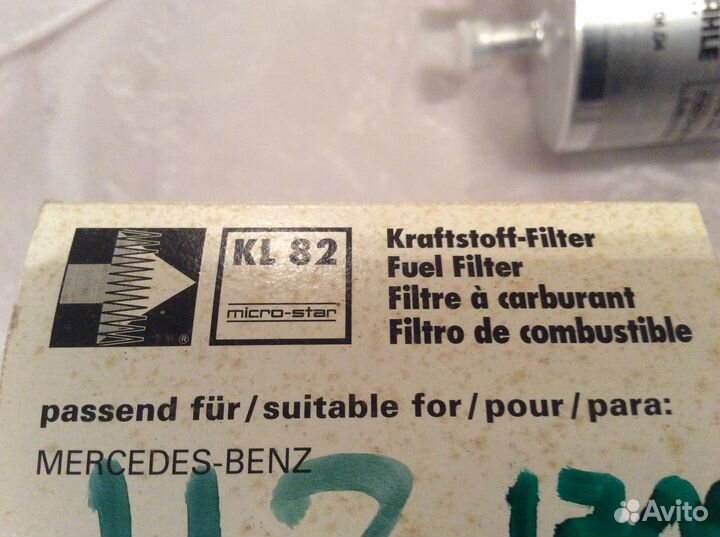 KL 82
micro-star
Kraftstoff-Filter
Fuel Filter
Filtre à carburant
Filtro de combustible
passend für/suitable for/pour/para:
MERCEDES-BENZ
Avito